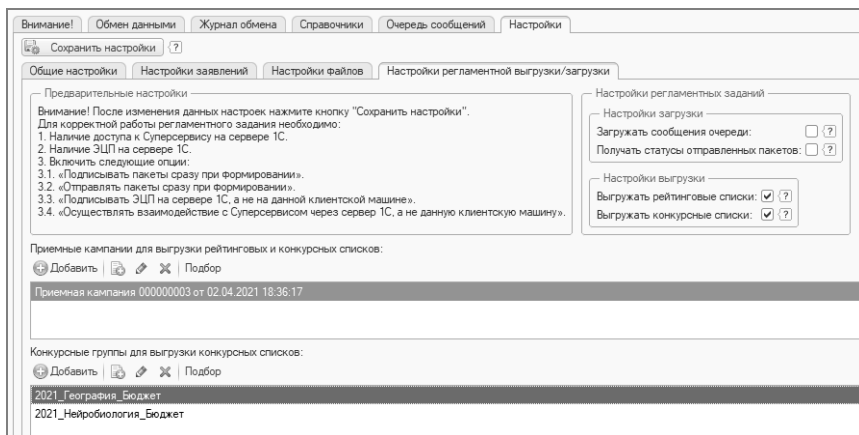 Внимание! Обмен данными Журнал обмена Справочники Очередь сообщений Настройки
Сохранить настройки ?
Общие настройки Настройки заявлений Настройки файлов Настройки регламентной выгрузки/загрузки
Предварительные настройки
Внимание! После изменения данных настроек нажмите кнопку "Сохранить настройки".
Для корректной работы регламентного задания необходимо:
1. Наличие доступа к Суперсервису на сервере 1С.
2. Наличие ЭЦП на сервере 1С.
3. Включить следующие опции:
3.1. «Подписывать пакеты сразу при формировании».
3.2. «Отправлять пакеты сразу при формировании».
3.3. «Подписывать ЭЦП на сервере 1С, а не на данной клиентской машине».
3.4. «Осуществлять взаимодействие с Суперсервисом через сервер 1С, а не данную клиентскую машину».
Настройки регламентных заданий
Настройки загрузки
Загружать сообщения очереди: ?
Получать статусы отправленных пакетов: ?
Настройки выгрузки
Выгружать рейтинговые списки: ?
Выгружать конкурсные списки: ?
Приемные кампании для выгрузки рейтинговых и конкурсных списков:
Добавить Подбор
Приемная кампания 000000003 от 02.04.2021 18:36:17
Конкурсные группы для выгрузки конкурсных списков:
Добавить Подбор
2021_География_Бюджет
2021_Нейробиология_Бюджет